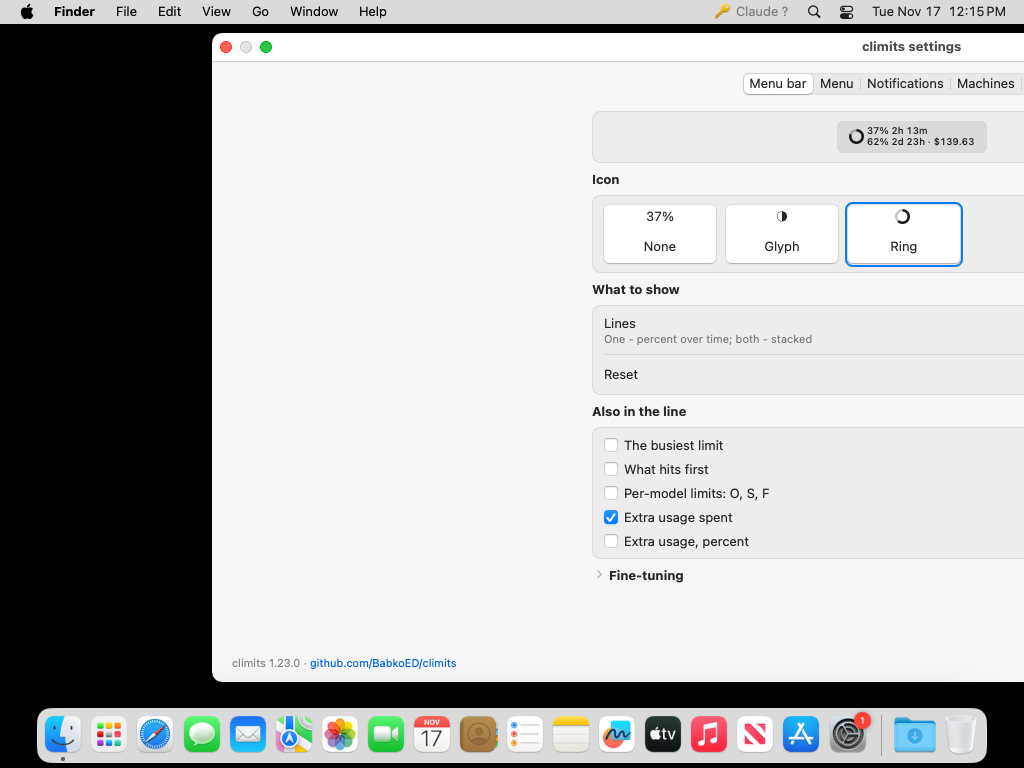 Finder File Edit View Go Window Help Claude ? Tue Nov 17 12:15 PM
climits settings
Menu bar Menu Notifications Machines
37% 2h 13m
62% 2d 23h · $139.63
Icon
37%
None Glyph Ring
What to show
Lines
One - percent over time; both - stacked
Reset
Also in the line
The busiest limit
What hits first
Per-model limits: O, S, F
Extra usage spent
Extra usage, percent
Fine-tuning
climits 1.23.0 · github.com/BabkoED/climits
NOV
17
tv
1